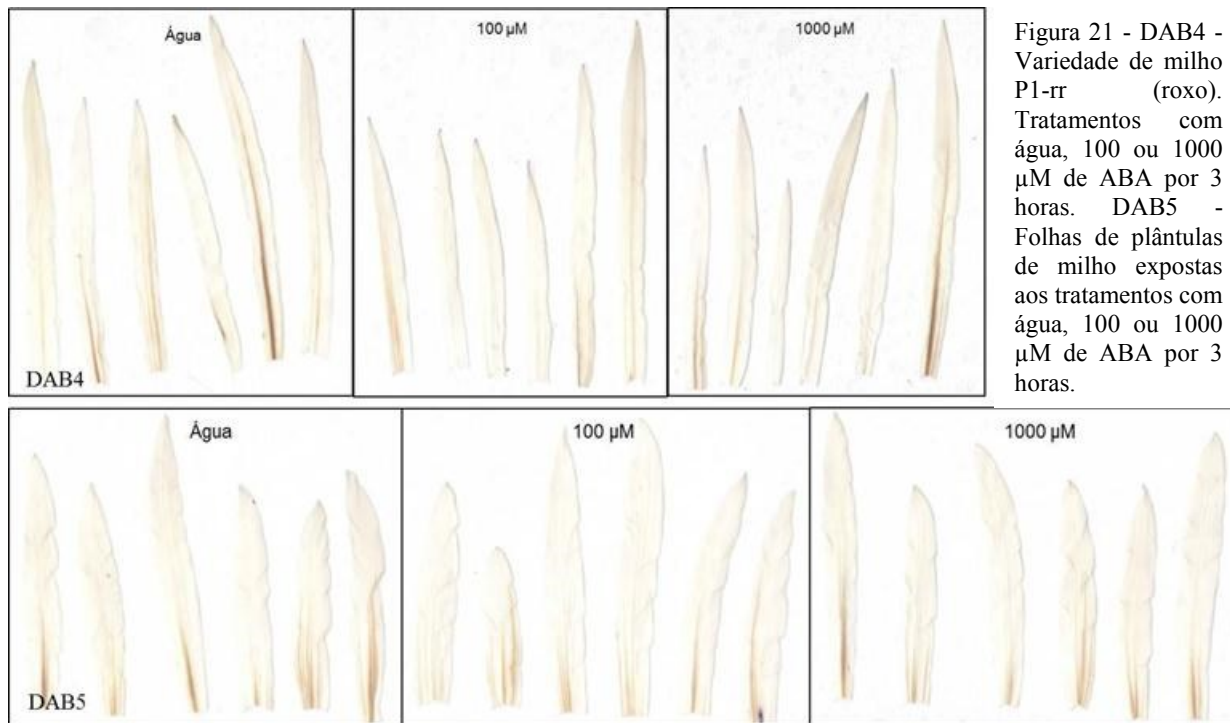 Água
100 µM
1000 µM
DAB4
Figura 21 - DAB4 -
Variedade de milho
P1-rr (roxo).
Tratamentos com
água, 100 ou 1000
µM de ABA por 3
horas. DAB5 -
Folhas de plântulas
de milho expostas
aos tratamentos com
água, 100 ou 1000
µM de ABA por 3
horas.
Água
100 µM
1000 µM
DAB5